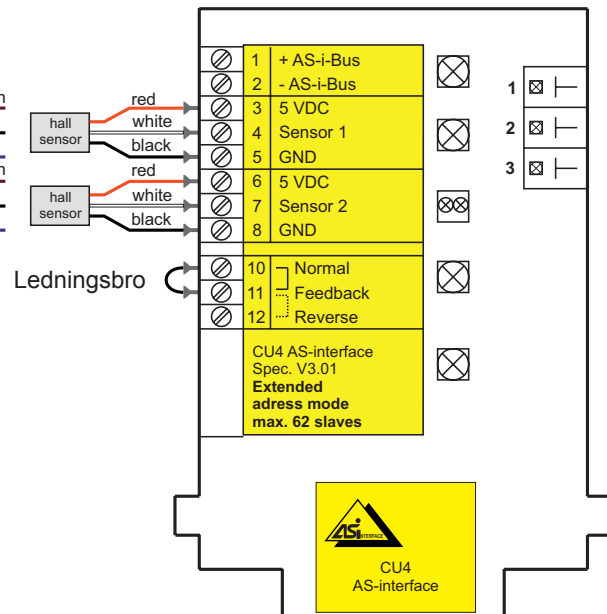 1 + AS-i-Bus
2 - AS-i-Bus
3 5 VDC
4 Sensor 1
5 GND
6 5 VDC
7 Sensor 2
8 GND
10 Normal
11 Feedback
12 Reverse
CU4 AS-interface
Spec. V3.01
Extended
adress mode
max. 62 slaves
n
hall
sensor
red
white
black
n
hall
sensor
red
white
black
Ledningsbro
1
2
3
ASi INTERFACE
CU4
AS-interface